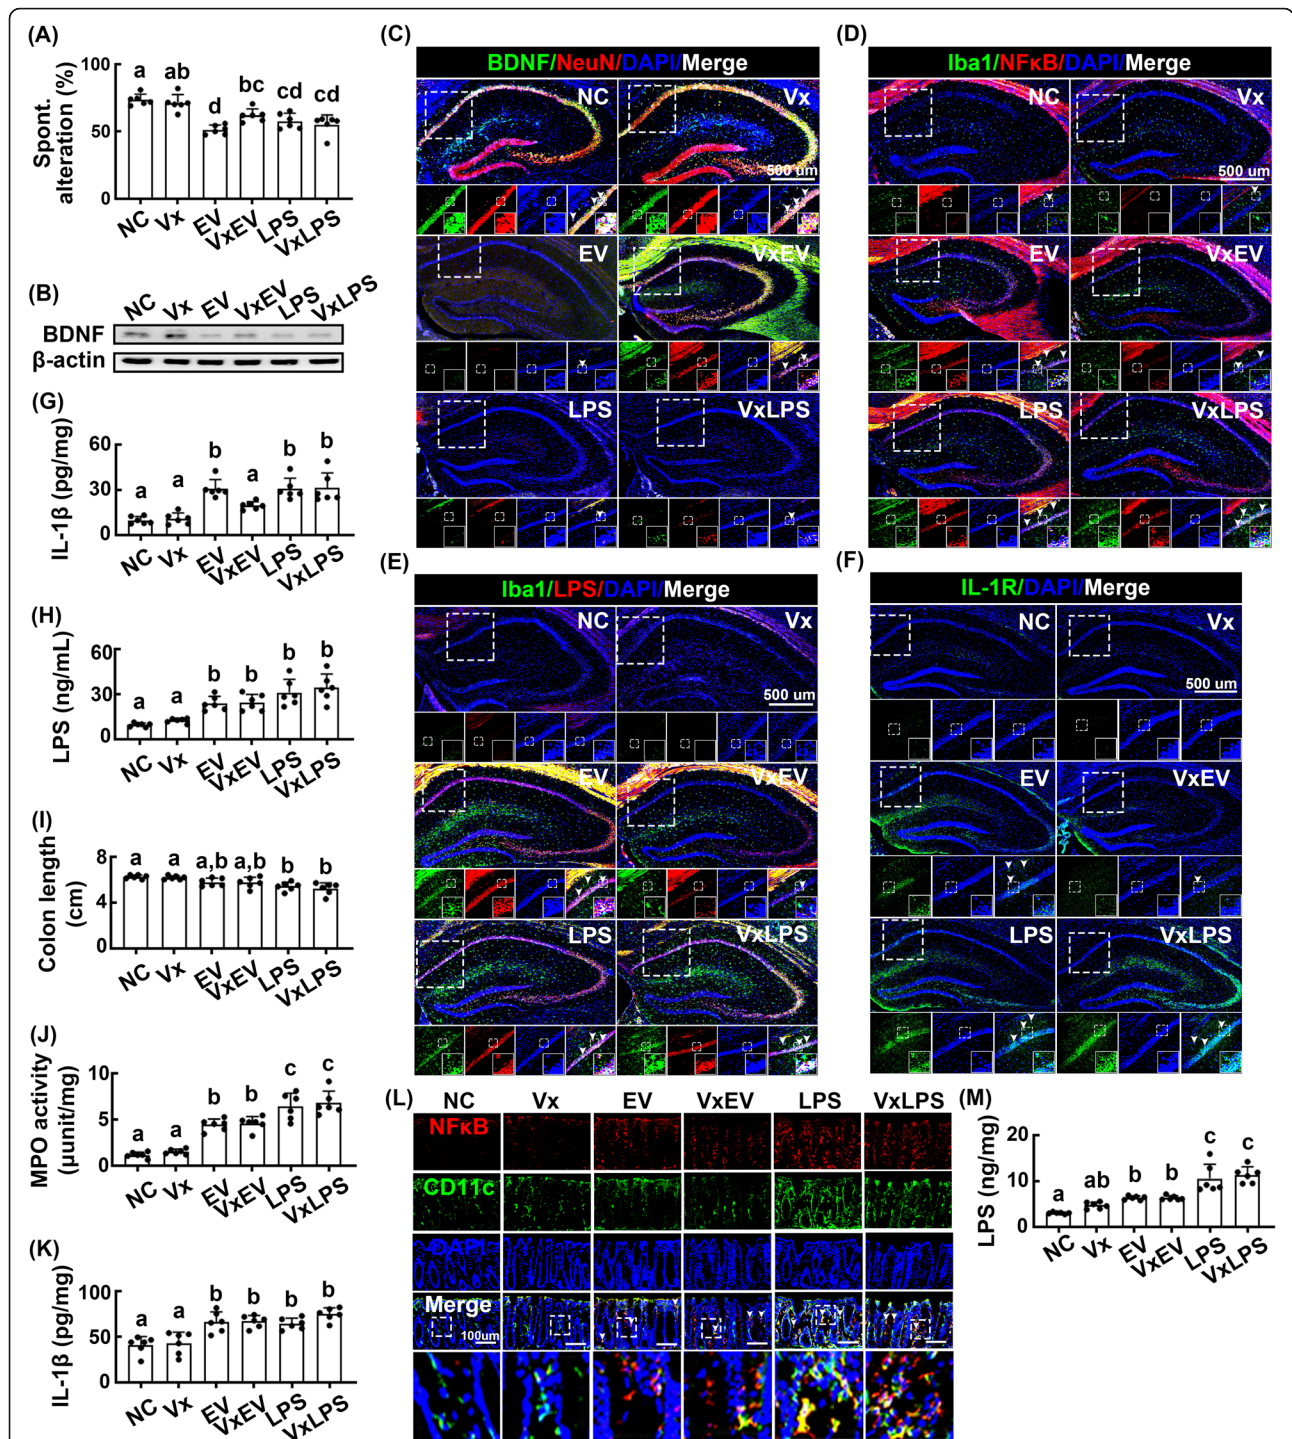 (A)
Spont.
alteration (%)
100
50
0
a
ab
d
bc
cd
cd
NC
Vx
EV
VxEV
LPS
VxLPS
(B)
NC
Vx
EV
VxEV
LPS
VxLPS
BDNF
β-actin
(C)
BDNF/NeuN/DAPI/Merge
NC
Vx
500 um
EV
VxEV
LPS
VxLPS
(D)
Iba1/NFκB/DAPI/Merge
NC
Vx
500 um
EV
VxEV
LPS
VxLPS
(E)
Iba1/LPS/DAPI/Merge
NC
Vx
500 um
EV
VxEV
LPS
VxLPS
(F)
IL-1R/DAPI/Merge
NC
Vx
500 um
EV
VxEV
LPS
VxLPS
(G)
IL-1β (pg/mg)
60
30
0
a
a
b
a
b
b
NC
Vx
EV
VxEV
LPS
VxLPS
(H)
LPS (ng/mL)
60
30
0
a
a
b
b
b
b
NC
Vx
EV
VxEV
LPS
VxLPS
(I)
Colon length
(cm)
8
4
0
a
a
a,b
a,b
b
b
NC
Vx
EV
VxEV
LPS
VxLPS
(J)
MPO activity
(µunit/mg)
10
5
0
a
a
b
b
c
c
NC
Vx
EV
VxEV
LPS
VxLPS
(K)
IL-1β (pg/mg)
100
50
0
a
a
b
b
b
b
NC
Vx
EV
VxEV
LPS
VxLPS
(L)
NC
Vx
EV
VxEV
LPS
VxLPS
NFκB
CD11c
DAPI
Merge
100um
(M)
LPS (ng/mg)
20
10
0
a
ab
b
b
c
c
NC
Vx
EV
VxEV
LPS
VxLPS